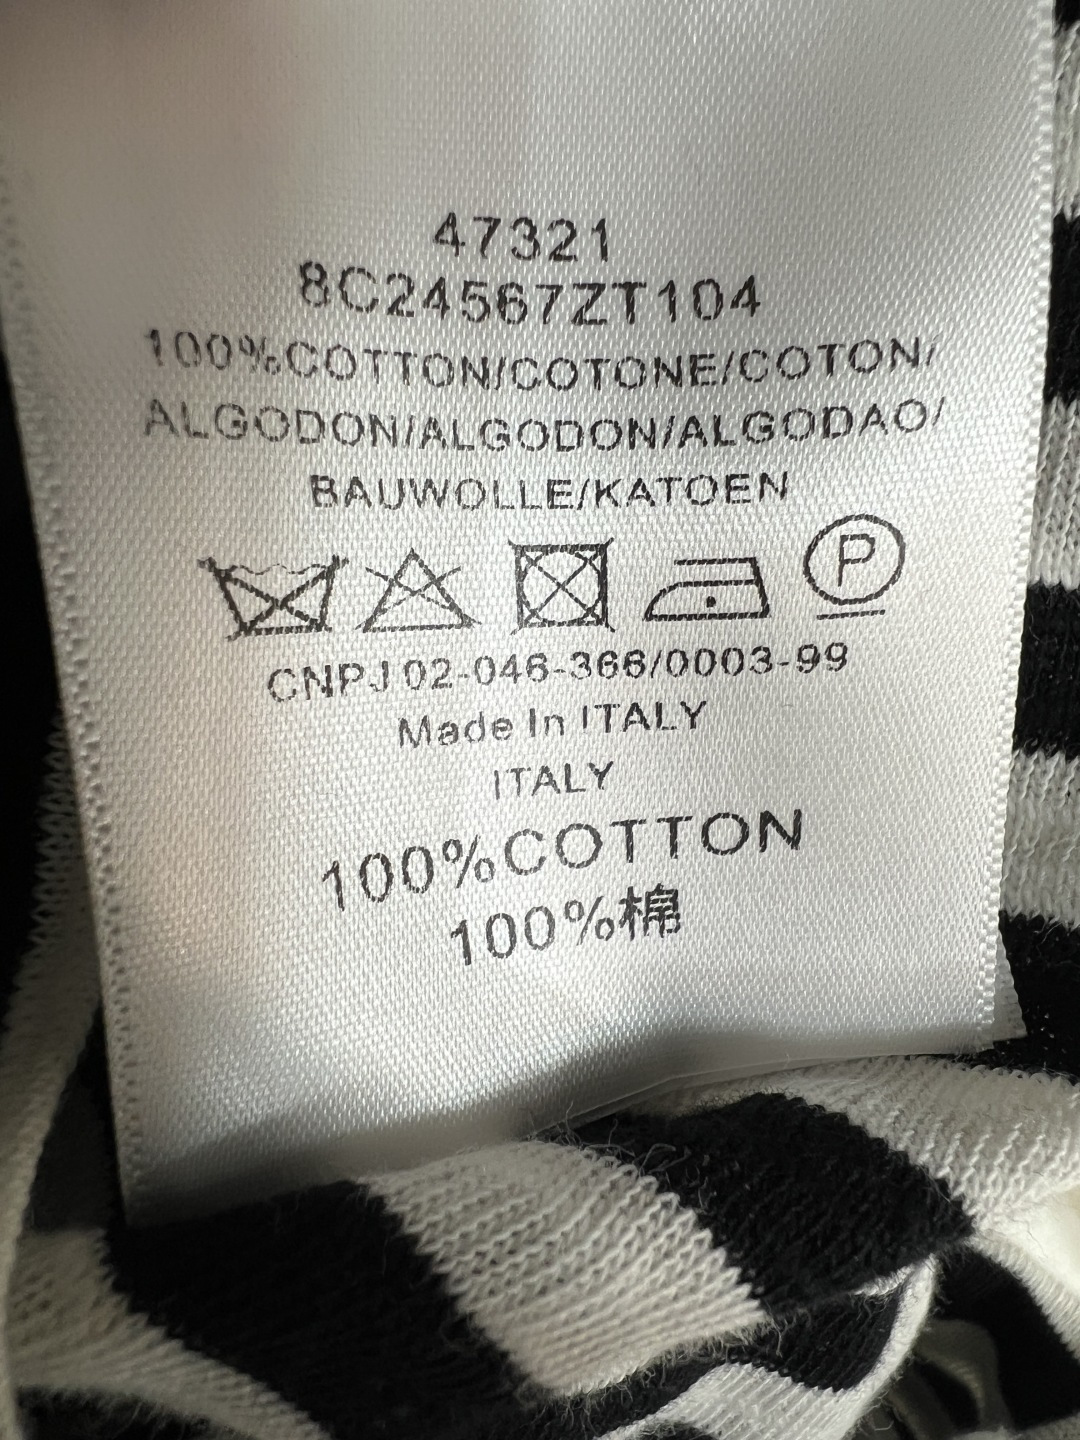 47321
8C24567ZT104
100%COTTON/COTONE/COTON/
ALGODON/ALGODON/ALGODAO/
BAUWOLLE/KATOEN
P
CNPJ 02-046-366/0003-99
Made In ITALY
ITALY
100%COTTON
100%棉